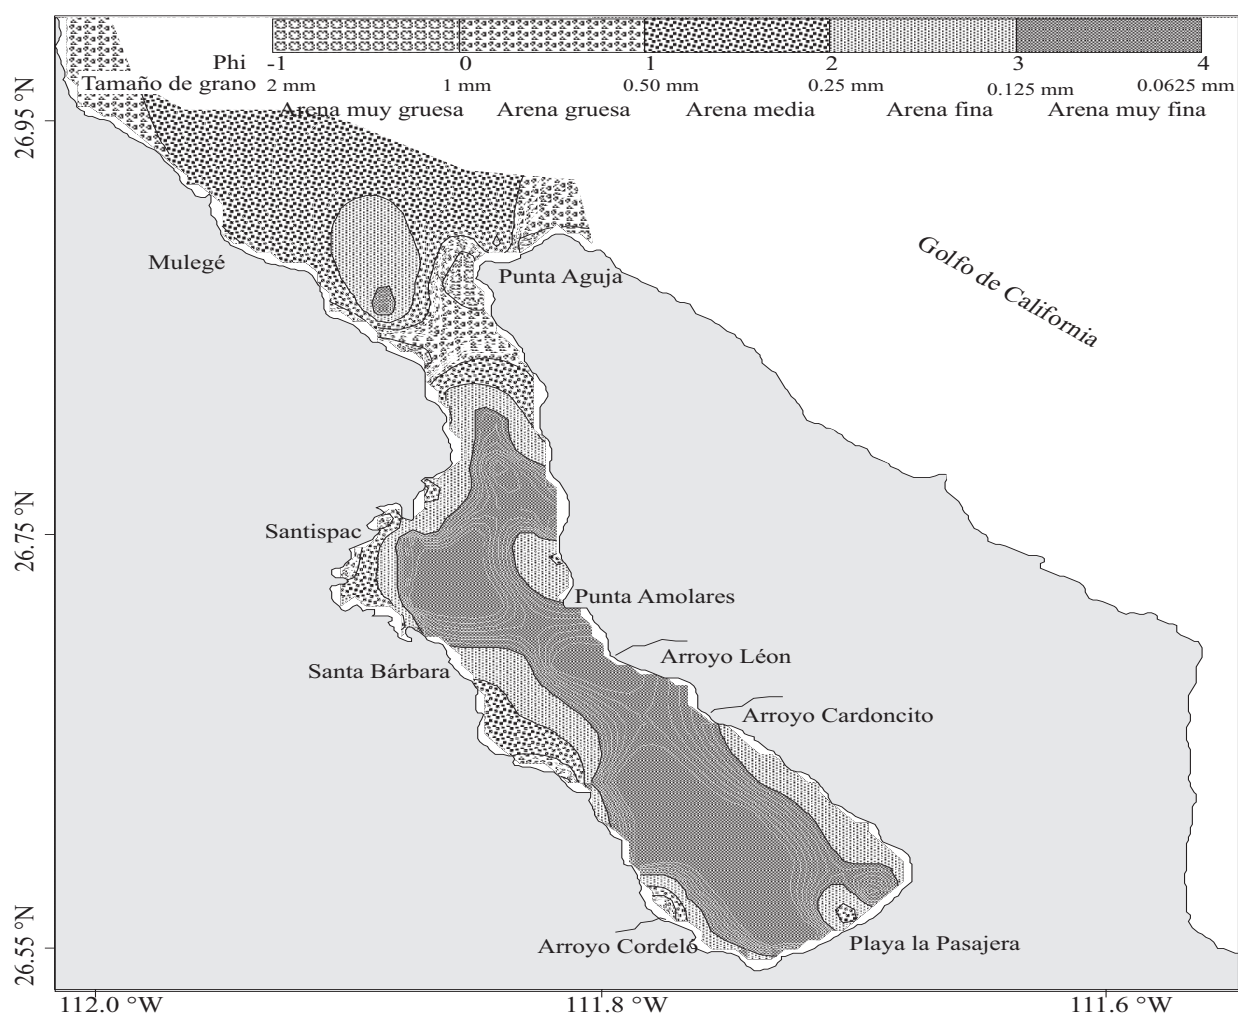 Phi -1 0 1 2 3 4
Tamaño de grano 2 mm 1 mm 0.50 mm 0.25 mm 0.125 mm 0.0625 mm
Arena muy gruesa Arena gruesa Arena media Arena fina Arena muy fina
26.95 °N
Mulegé
Punta Aguja
Golfo de California
26.75 °N
Santispac
Punta Amolares
Arroyo Léon
Santa Bárbara
Arroyo Cardoncito
26.55 °N
Arroyo Cordelo
Playa la Pasajera
112.0 °W 111.8 °W 111.6 °W